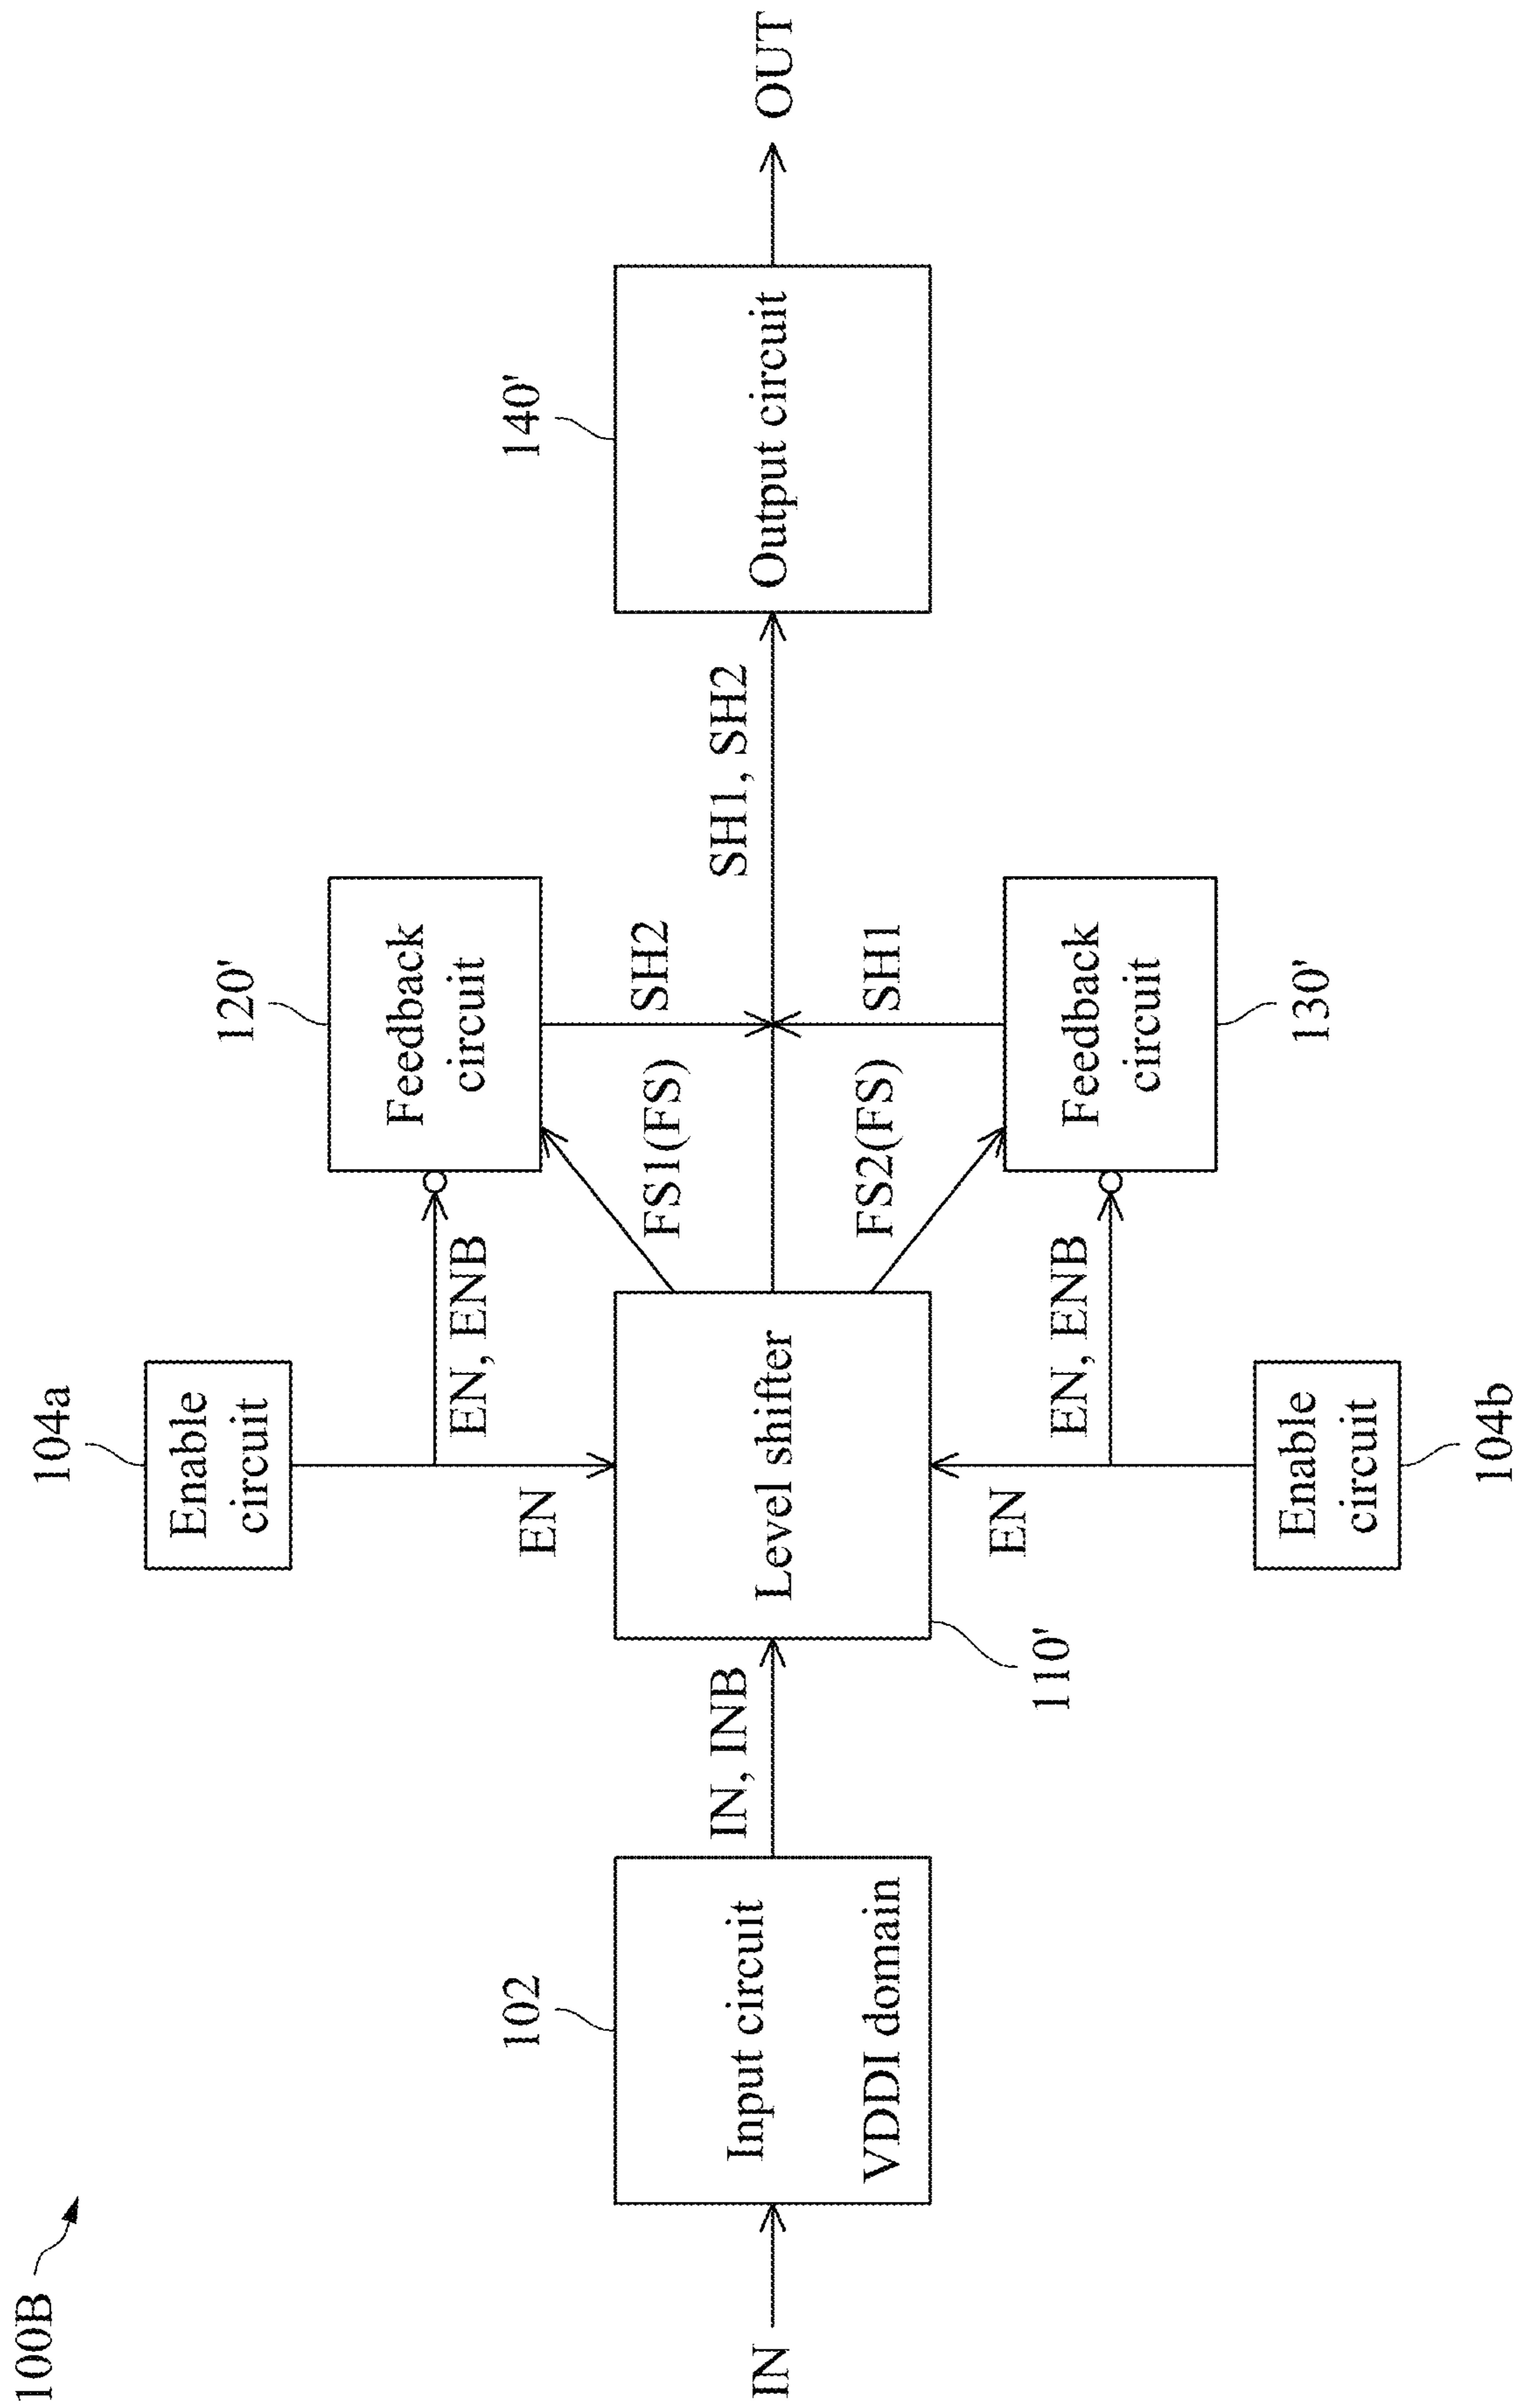 100B
104a
Enable
circuit
120'
Feedback
circuit
EN, ENB
EN
FS1(FS)
SH2
140'
102
IN
Input circuit
VDDI domain
IN, INB
Level shifter
110'
SH1, SH2
Output circuit
OUT
EN
EN, ENB
FS2(FS)
SH1
Feedback
circuit
130'
Enable
circuit
104b